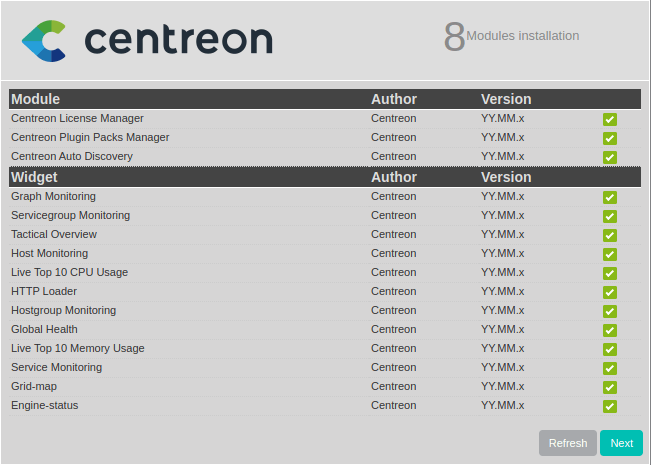 centreon
8 Modules installation
Module Author Version
Centreon License Manager Centreon YY.MM.x
Centreon Plugin Packs Manager Centreon YY.MM.x
Centreon Auto Discovery Centreon YY.MM.x
Widget Author Version
Graph Monitoring Centreon YY.MM.x
Servicegroup Monitoring Centreon YY.MM.x
Tactical Overview Centreon YY.MM.x
Host Monitoring Centreon YY.MM.x
Live Top 10 CPU Usage Centreon YY.MM.x
HTTP Loader Centreon YY.MM.x
Hostgroup Monitoring Centreon YY.MM.x
Global Health Centreon YY.MM.x
Live Top 10 Memory Usage Centreon YY.MM.x
Service Monitoring Centreon YY.MM.x
Grid-map Centreon YY.MM.x
Engine-status Centreon YY.MM.x
Refresh Next